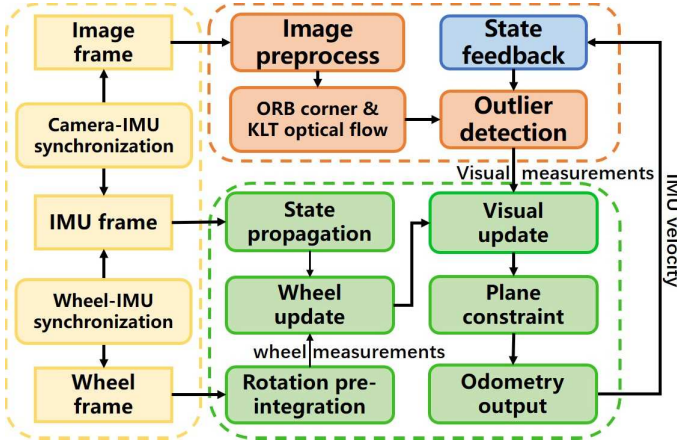 Image
frame
Camera-IMU
synchronization
IMU frame
Wheel-IMU
synchronization
Wheel
frame
Image
preprocess
State
feedback
ORB corner &
KLT optical flow
Outlier
detection
Visual measurements
IMU velocity
State
propagation
Visual
update
Wheel
update
Plane
constraint
wheel measurements
Rotation pre-
integration
Odometry
output